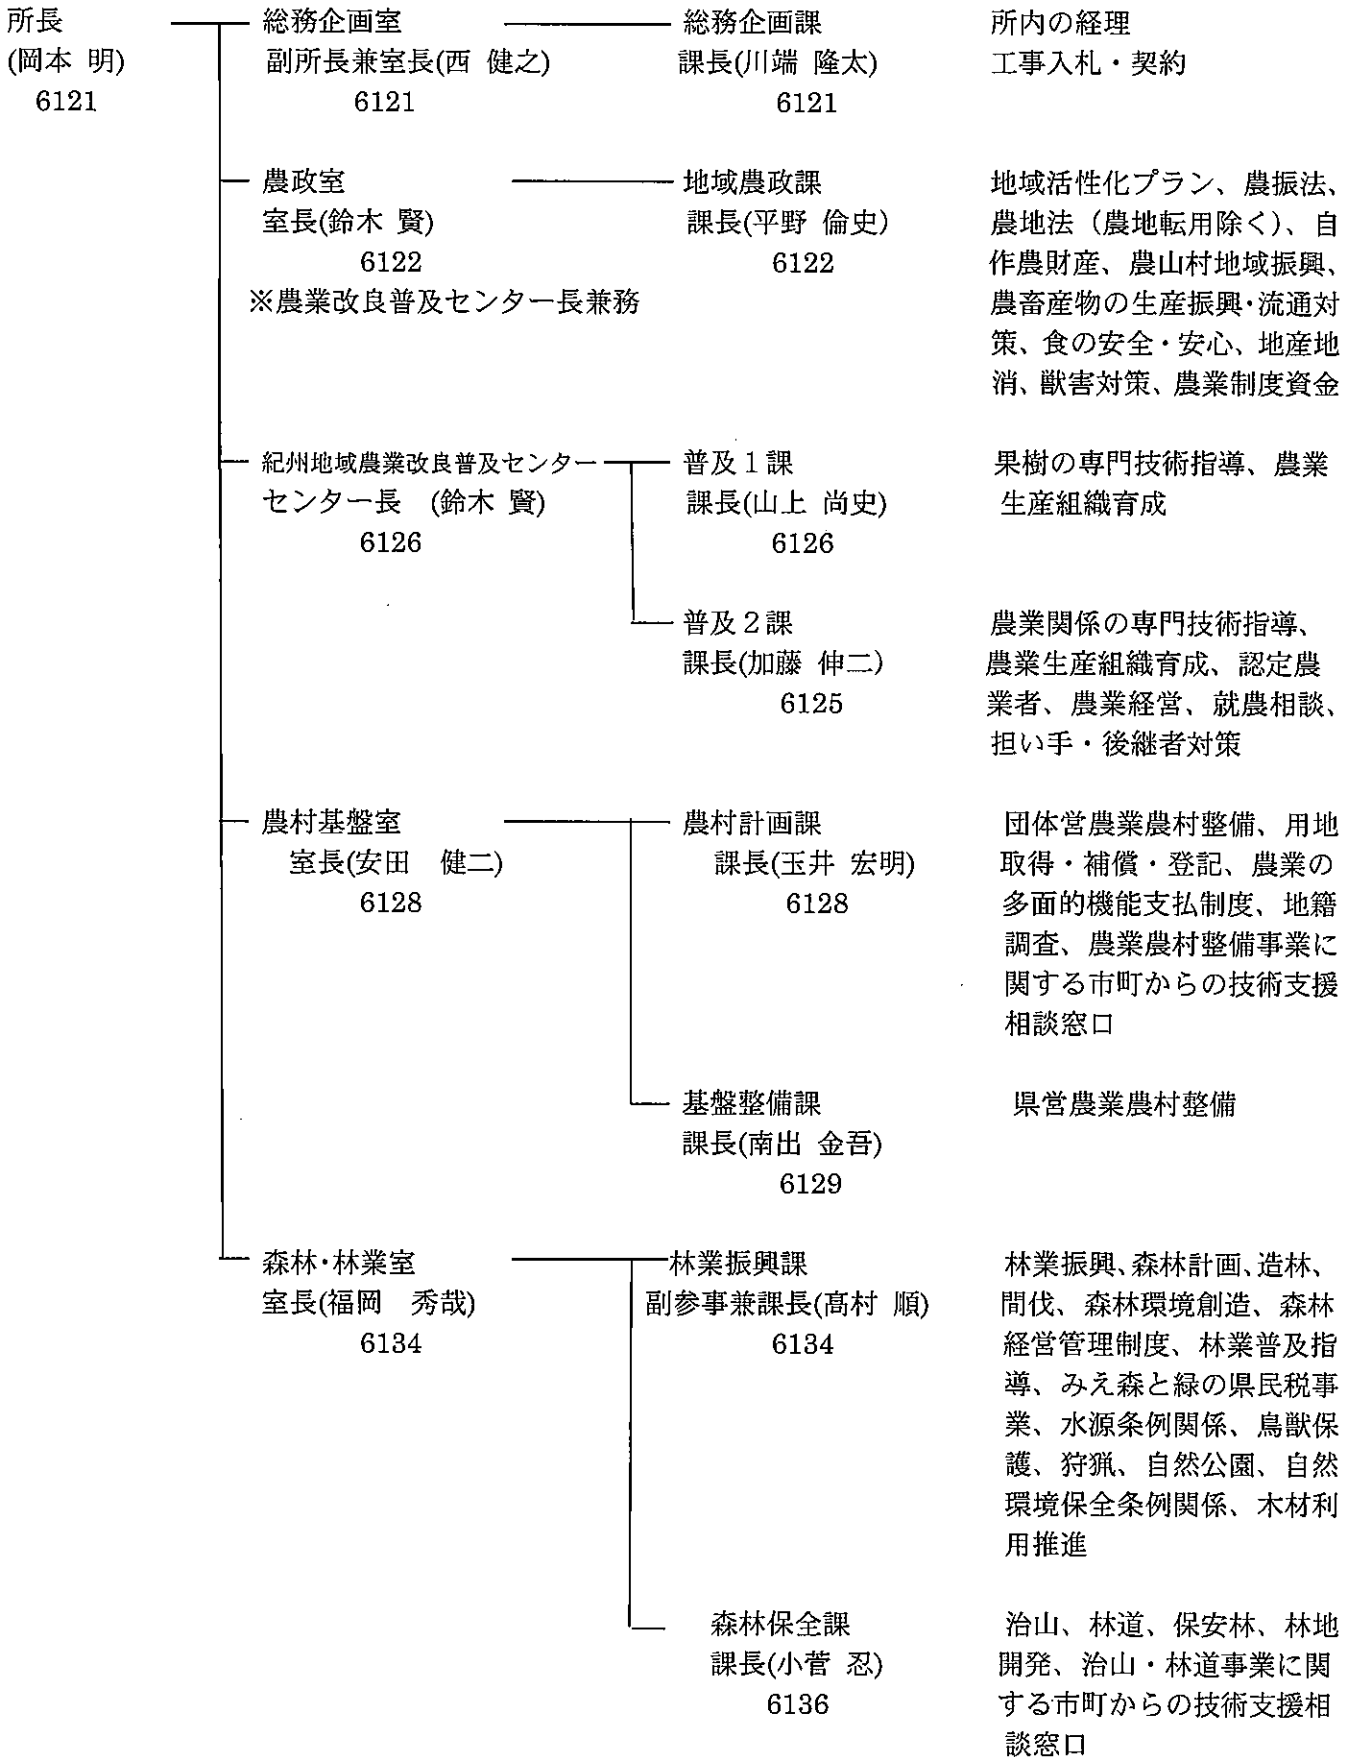 所長
(岡本 明)
6121
総務企画室
副所長兼室長(西 健之)
6121
総務企画課
課長(川端 隆太)
6121
所内の経理
工事入札・契約
農政室
室長(鈴木 賢)
6122
※農業改良普及センター長兼務
地域農政課
課長(平野 倫史)
6122
地域活性化プラン、農振法、
農地法（農地転用除く）、自
作農財産、農山村地域振興、
農畜産物の生産振興・流通対
策、食の安全・安心、地産地
消、獣害対策、農業制度資金
紀州地域農業改良普及センター
センター長 (鈴木 賢)
6126
普及１課
課長(山上 尚史)
6126
果樹の専門技術指導、農業
生産組織育成
普及２課
課長(加藤 伸二)
6125
農業関係の専門技術指導、
農業生産組織育成、認定農
業者、農業経営、就農相談、
担い手・後継者対策
農村基盤室
室長(安田 健二)
6128
農村計画課
課長(玉井 宏明)
6128
団体営農業農村整備、用地
取得・補償・登記、農業の
多面的機能支払制度、地籍
調査、農業農村整備事業に
関する市町からの技術支援
相談窓口
基盤整備課
課長(南出 金吾)
6129
県営農業農村整備
森林・林業室
室長(福岡 秀哉)
6134
林業振興課
副参事兼課長(髙村 順)
6134
林業振興、森林計画、造林、
間伐、森林環境創造、森林
経営管理制度、林業普及指
導、みえ森と緑の県民税事
業、水源条例関係、鳥獣保
護、狩猟、自然公園、自然
環境保全条例関係、木材利
用推進
森林保全課
課長(小菅 忍)
6136
治山、林道、保安林、林地
開発、治山・林道事業に関
する市町からの技術支援相
談窓口